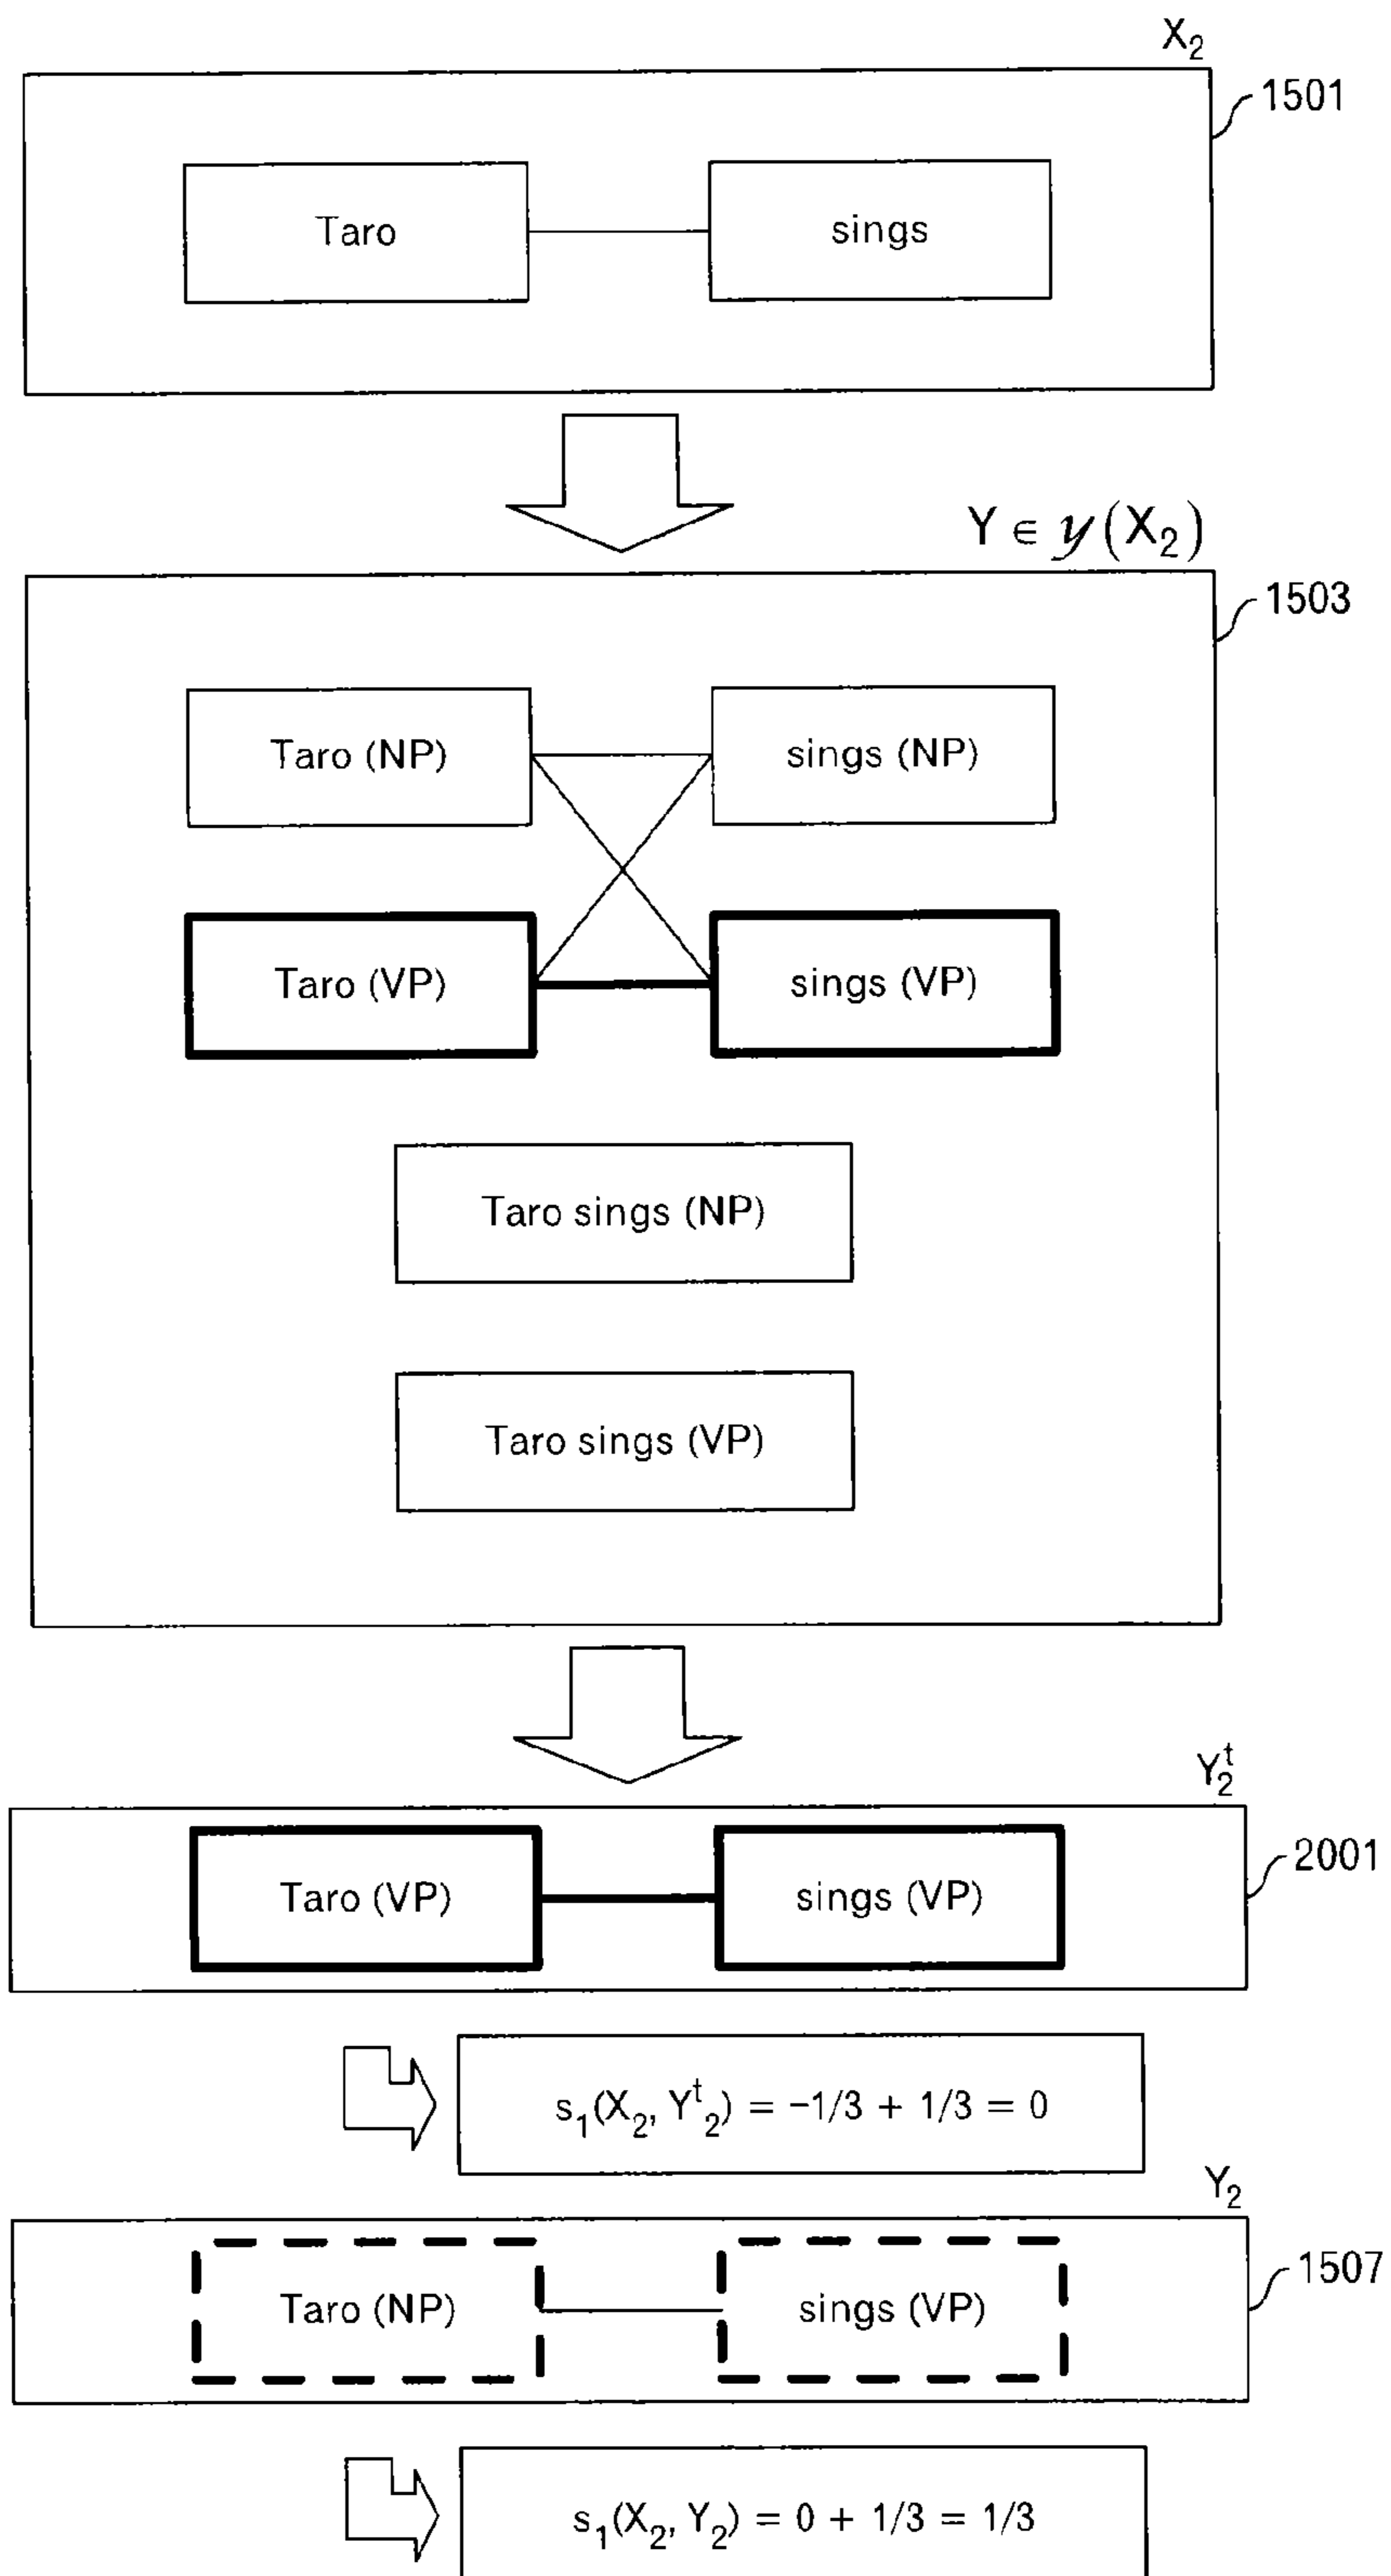 X₂
1501
Taro sings
Y ∈ 𝓎(X₂)
1503
Taro (NP) sings (NP)
Taro (VP) sings (VP)
Taro sings (NP)
Taro sings (VP)
Y₂ᵗ
2001
Taro (VP) sings (VP)
s₁(X₂, Yᵗ₂) = −1/3 + 1/3 = 0
Y₂
1507
Taro (NP) sings (VP)
s₁(X₂, Y₂) = 0 + 1/3 = 1/3